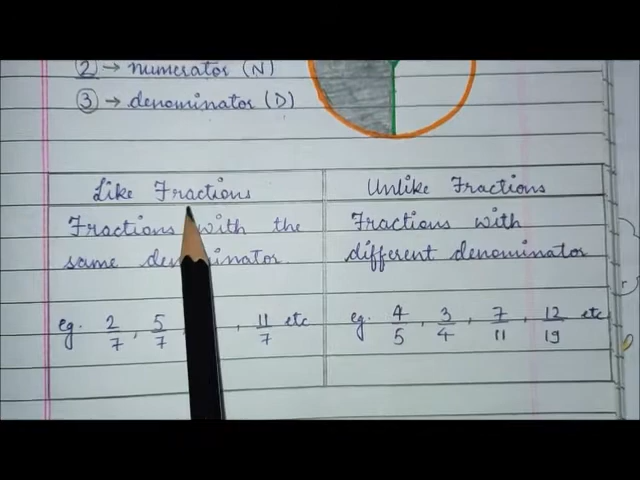 ② → numerator (N)
③ → denominator (D)
Like Fractions
Fractions with the
same denominator
eg. 2/7, 5/7, , 11/7 etc
Unlike Fractions
Fractions with
different denominator
eg. 4/5, 3/4, 7/11, 12/19 etc